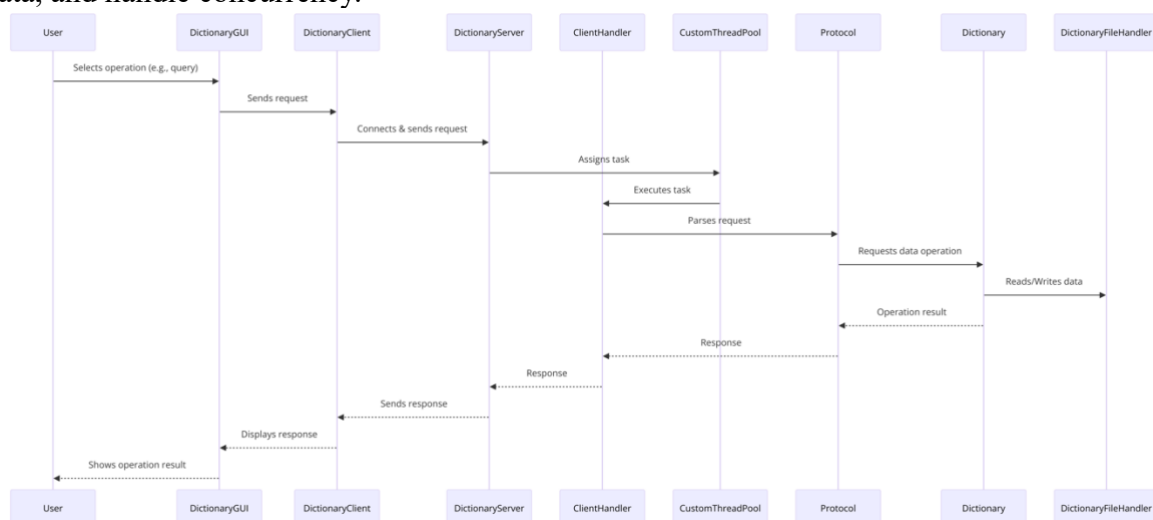 data, and handle concurrency.
User DictionaryGUI DictionaryClient DictionaryServer ClientHandler CustomThreadPool Protocol Dictionary DictionaryFileHandler
Selects operation (e.g., query)
Sends request
Connects & sends request
Assigns task
Executes task
Parses request
Requests data operation
Reads/Writes data
Operation result
Response
Response
Sends response
Displays response
Shows operation result
User DictionaryGUI DictionaryClient DictionaryServer ClientHandler CustomThreadPool Protocol Dictionary DictionaryFileHandler